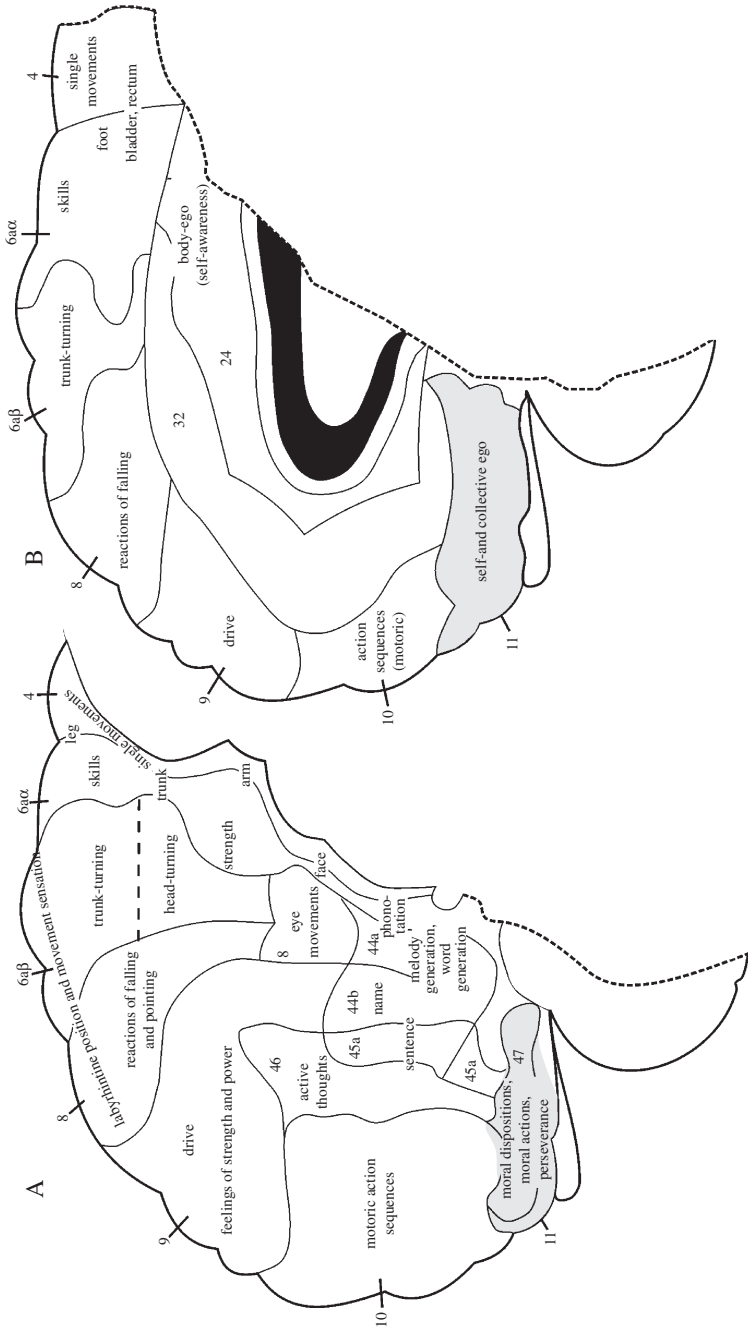 A
4
6aα
6aβ
8
9
10
11
labyrhintine position and movement sensation
single movements
leg
skills
trunk
arm
face
trunk-turning
head-turning
strength
reactions of falling
and pointing
8
eye
movements
drive
feelings of strength and power
46
active
thoughts
44a
phono-
tation
melody
generation,
word
generation
44b
name
45a
sentence
45a
47
motoric action
sequences
moral dispositions,
moral actions,
perseverance
B
4
6aα
6aβ
8
9
10
11
single
movements
foot
bladder, rectum
skills
trunk-turning
reactions of falling
body-ego
(self-awareness)
24
32
drive
action
sequences
(motoric)
self-and collective ego